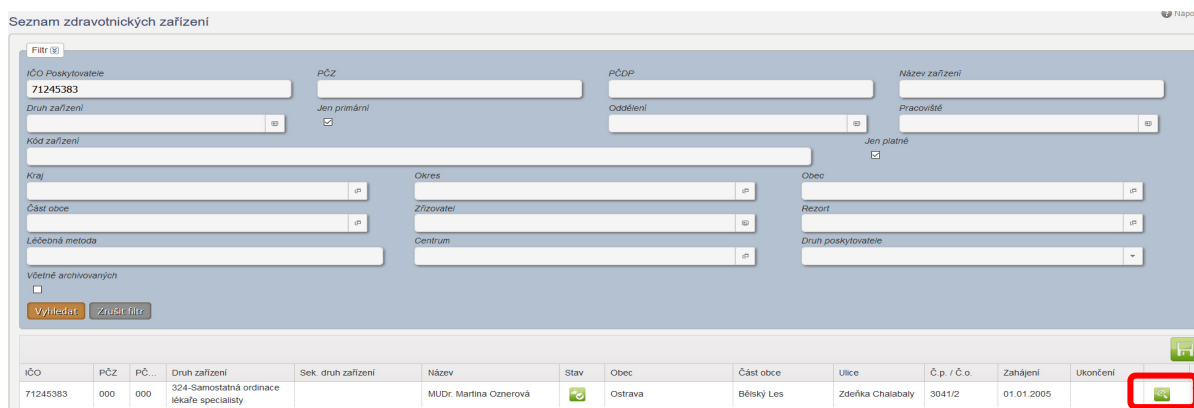 Nápo
Seznam zdravotnických zařízení
Filtr
IČO Poskytovatele PČZ PČDP Název zařízení
71245383
Druh zařízení Jen primární Oddělení Pracoviště
Kód zařízení Jen platné
Kraj Okres Obec
Část obce Zřizovatel Rezort
Léčebná metoda Centrum Druh poskytovatele
Včetně archivovaných
Vyhledat Zrušit filtr
IČO PČZ PČ... Druh zařízení Sek. druh zařízení Název Stav Obec Část obce Ulice Č.p. / Č.o. Zahájení Ukončení
71245383 000 000 324-Samostatná ordinace lékaře specialisty MUDr. Martina Oznerová Ostrava Bělský Les Zdeňka Chalabaly 3041/2 01.01.2005